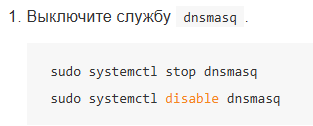 1. Выключите службу dnsmasq.
sudo systemctl stop dnsmasq
sudo systemctl disable dnsmasq